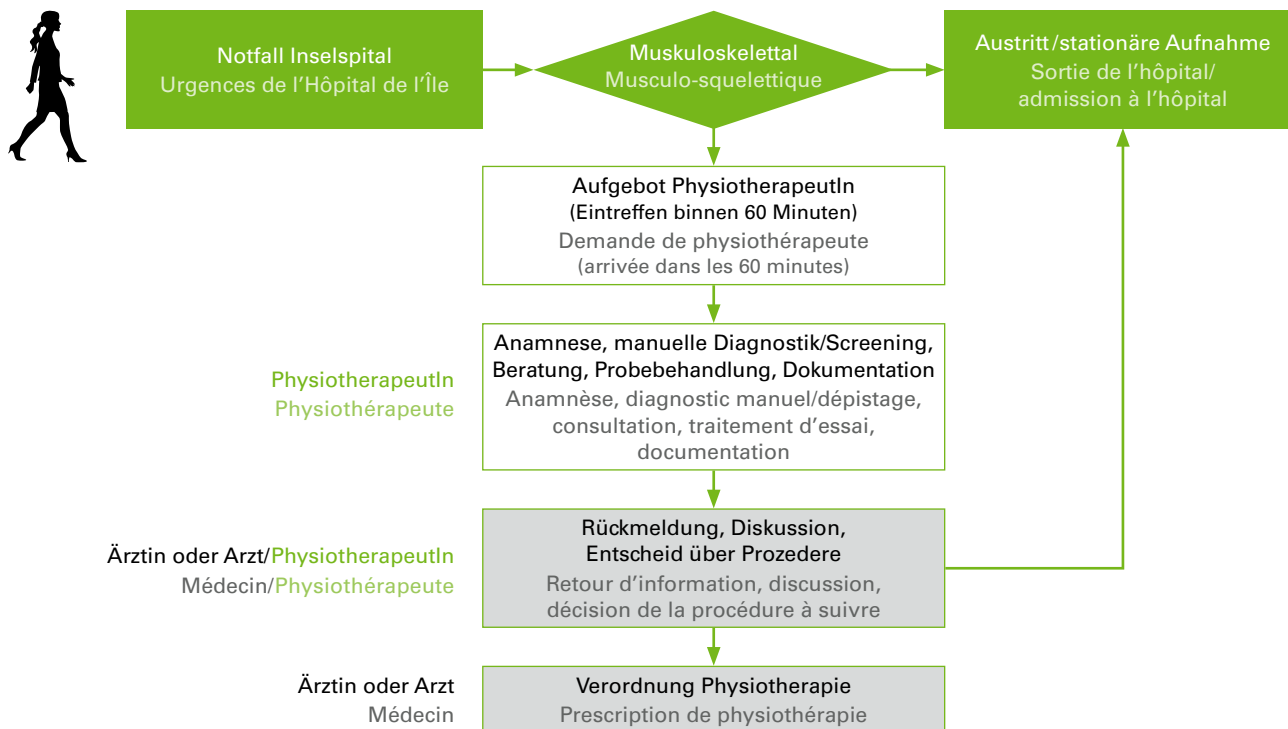 Notfall Inselspital
Urgences de l'Hôpital de l'Île
Muskuloskelettal
Musculo-squelettique
Austritt/stationäre Aufnahme
Sortie de l'hôpital/
admission à l'hôpital
Aufgebot PhysiotherapeutIn
(Eintreffen binnen 60 Minuten)
Demande de physiothérapeute
(arrivée dans les 60 minutes)
PhysiotherapeutIn
Physiothérapeute
Anamnese, manuelle Diagnostik/Screening,
Beratung, Probebehandlung, Dokumentation
Anamnèse, diagnostic manuel/dépistage,
consultation, traitement d'essai,
documentation
Ärztin oder Arzt/PhysiotherapeutIn
Médecin/Physiothérapeute
Rückmeldung, Diskussion,
Entscheid über Prozedere
Retour d'information, discussion,
décision de la procédure à suivre
Ärztin oder Arzt
Médecin
Verordnung Physiotherapie
Prescription de physiothérapie